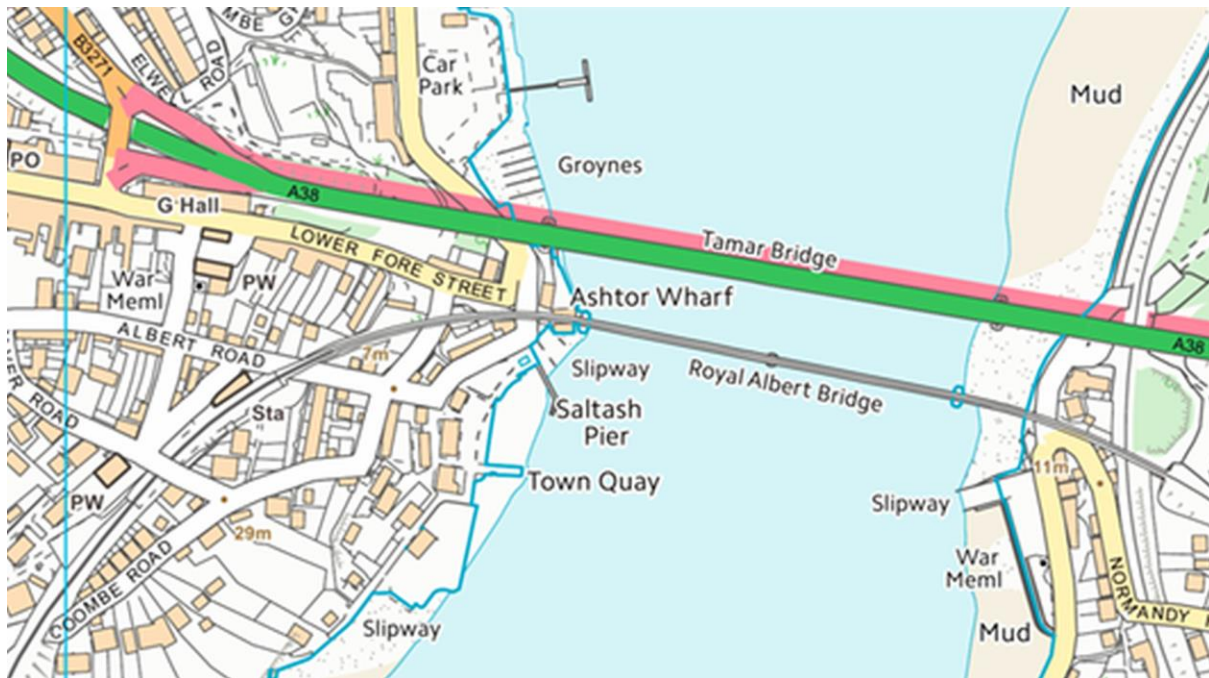 MBE G
B3271
ELWELL ROAD
Car
Park
Mud
PO
Groynes
G Hall
A38
LOWER FORE STREET
Tamar Bridge
War
Meml
PW
Ashtor Wharf
A38
ALBERT ROAD
7m
Slipway
Royal Albert Bridge
ROAD
Sta
Saltash
Pier
11m
Town Quay
PW
Slipway
29m
War
Meml
COOMBE ROAD
NORMANDY
Slipway
Mud